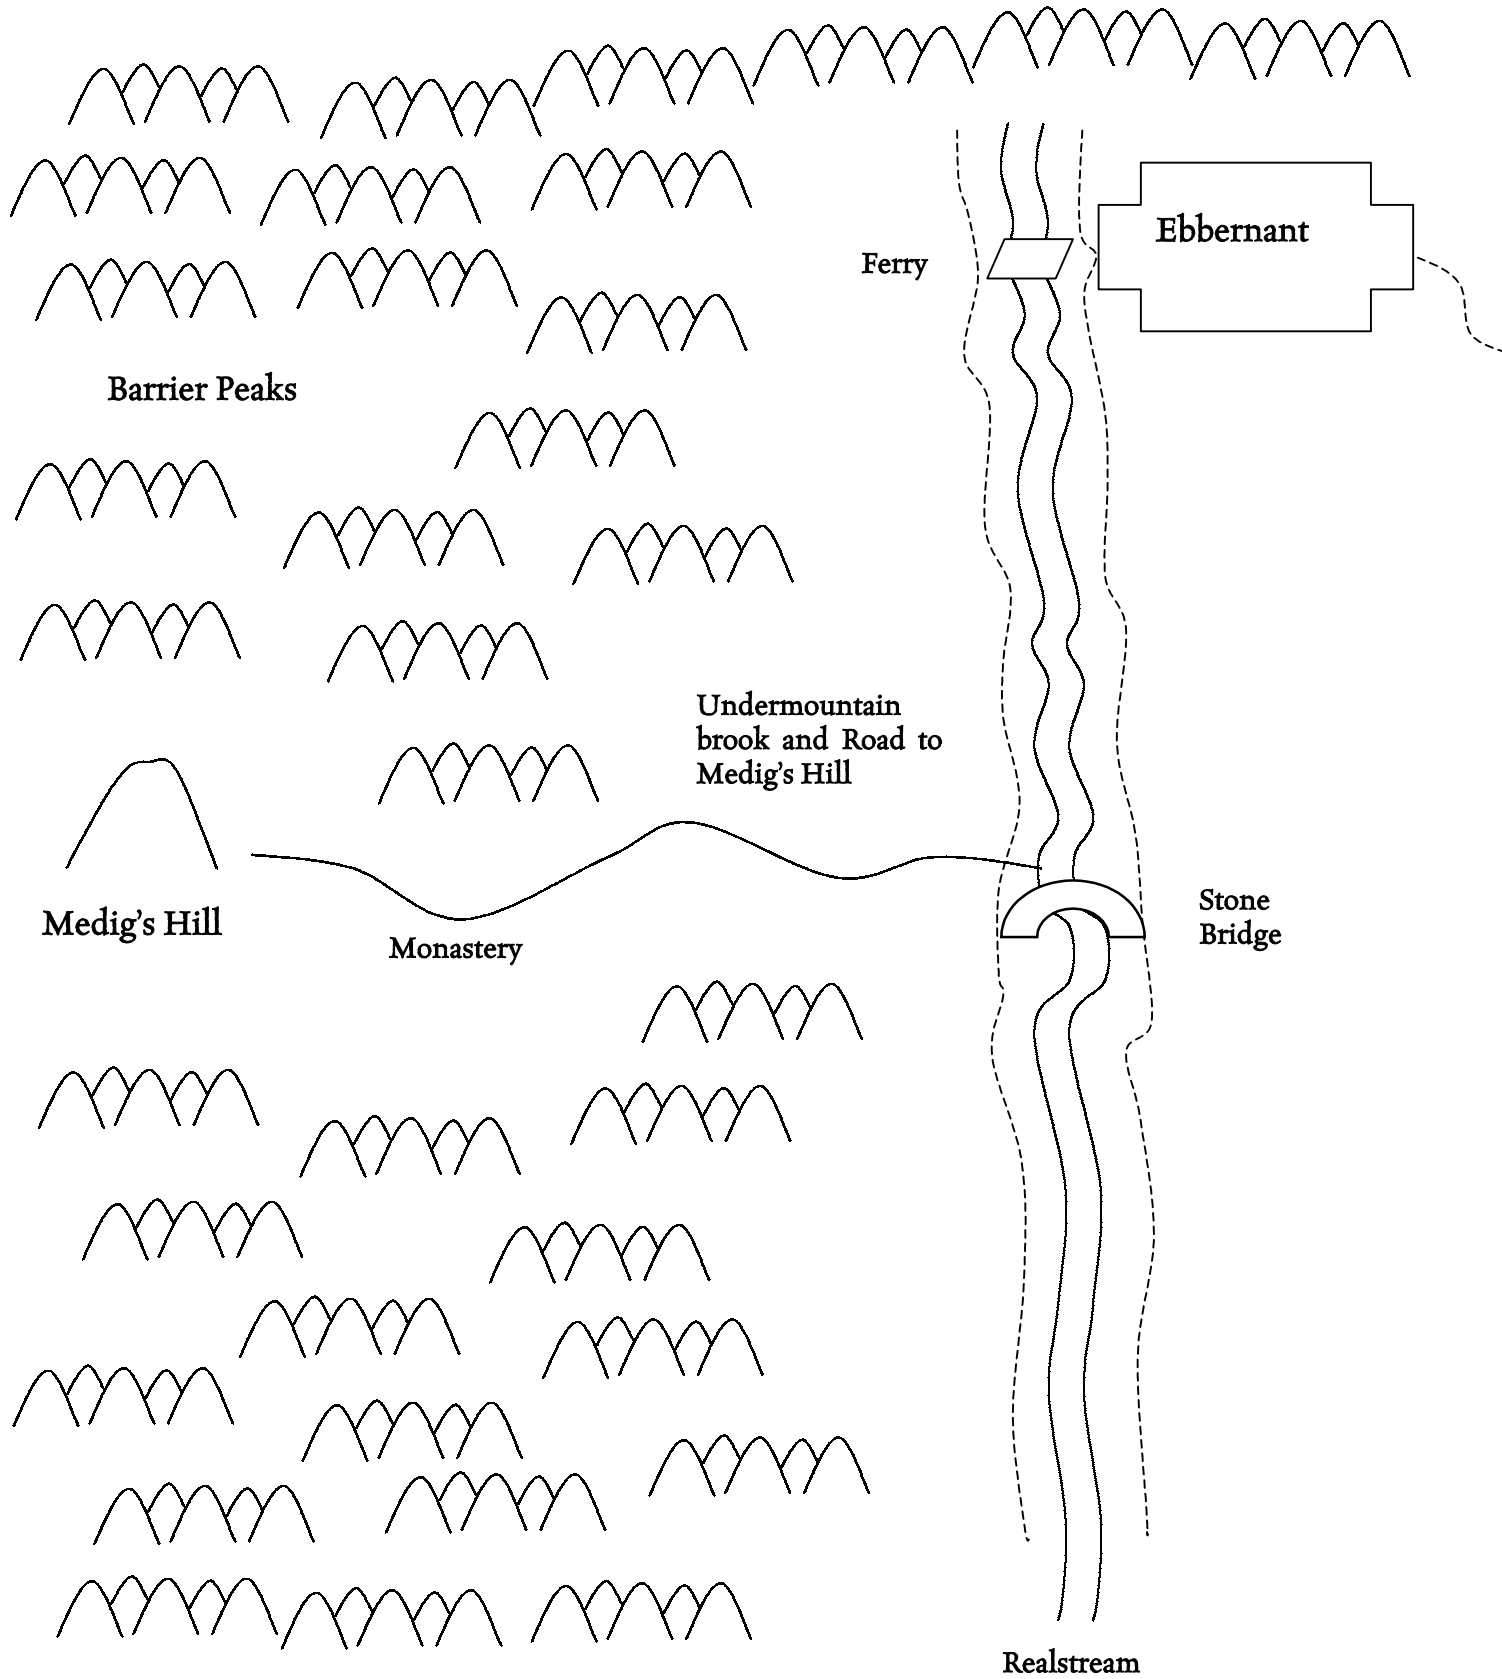 Ebbernant
Ferry
Barrier Peaks
Undermountain
brook and Road to
Medig's Hill
Medig's Hill
Monastery
Stone
Bridge
Realstream